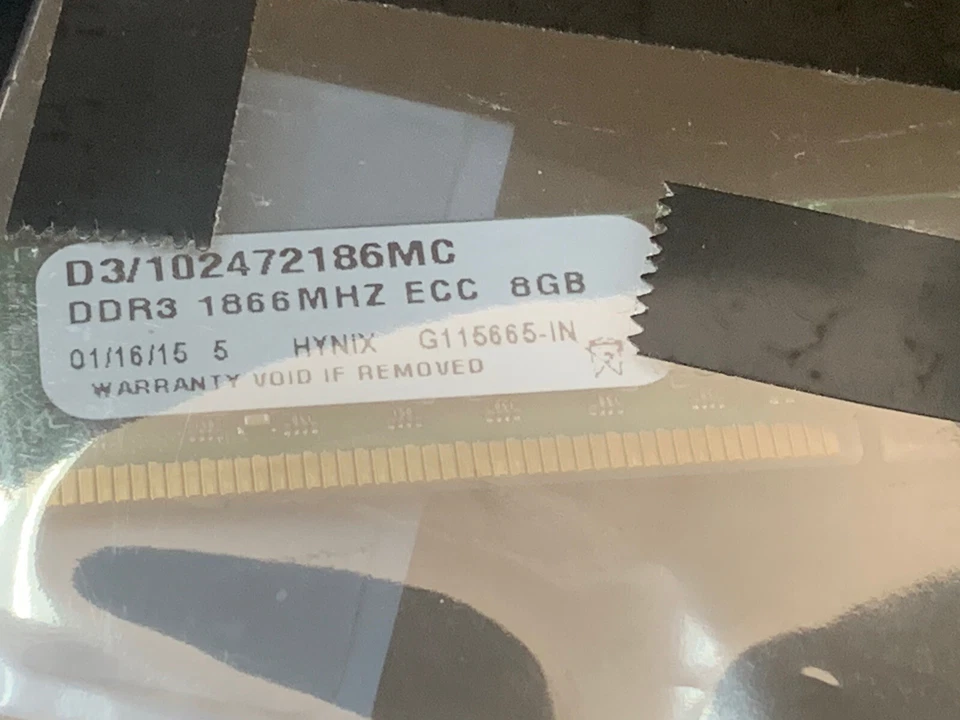 D3/102472186MC
DDR3 1866MHZ ECC 8GB
01/16/15 5 HYNIX G115665-IN
WARRANTY VOID IF REMOVED